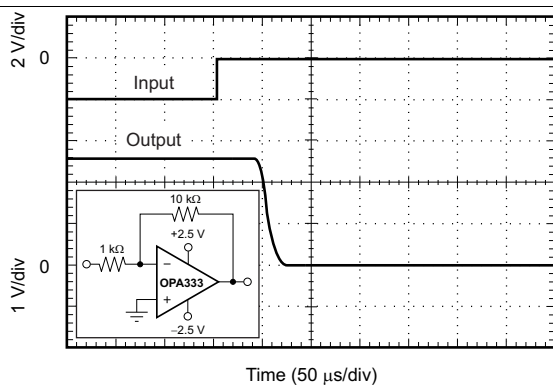 2 V/div
0
Input
Output
10 kΩ
+2.5 V
1 kΩ
−
OPA333
+
−2.5 V
0
1 V/div
Time (50 μs/div)